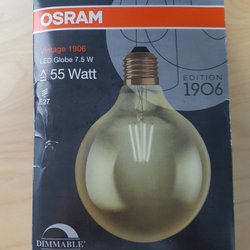 OSRAM
Vintage 1906
LED Globe 7.5 W
≙ 55 Watt
E27
EDITION
1906
DIMMABLE